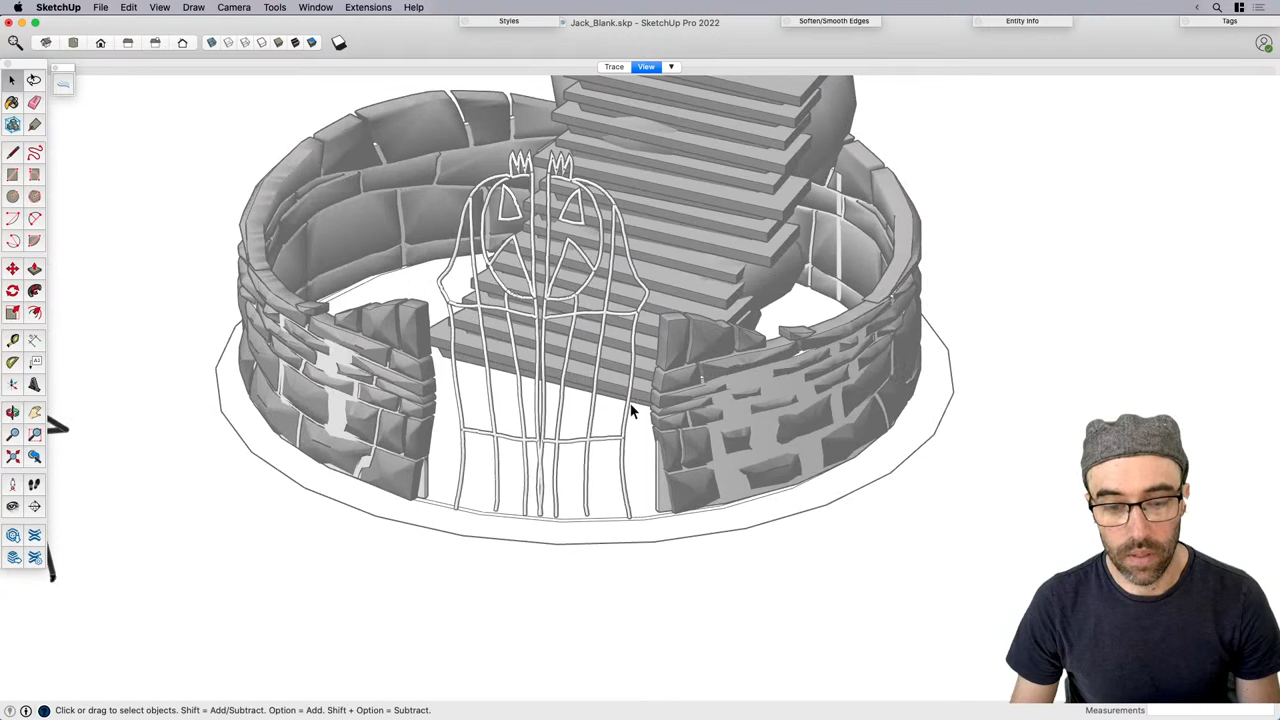 SketchUp File Edit View Draw Camera Tools Window Extensions Help
Styles
Jack_Blank.skp - SketchUp Pro 2022
Soften/Smooth Edges
Entity Info
Tags
Trace View
Click or drag to select objects. Shift = Add/Subtract. Option = Add. Shift + Option = Subtract.
Measurements